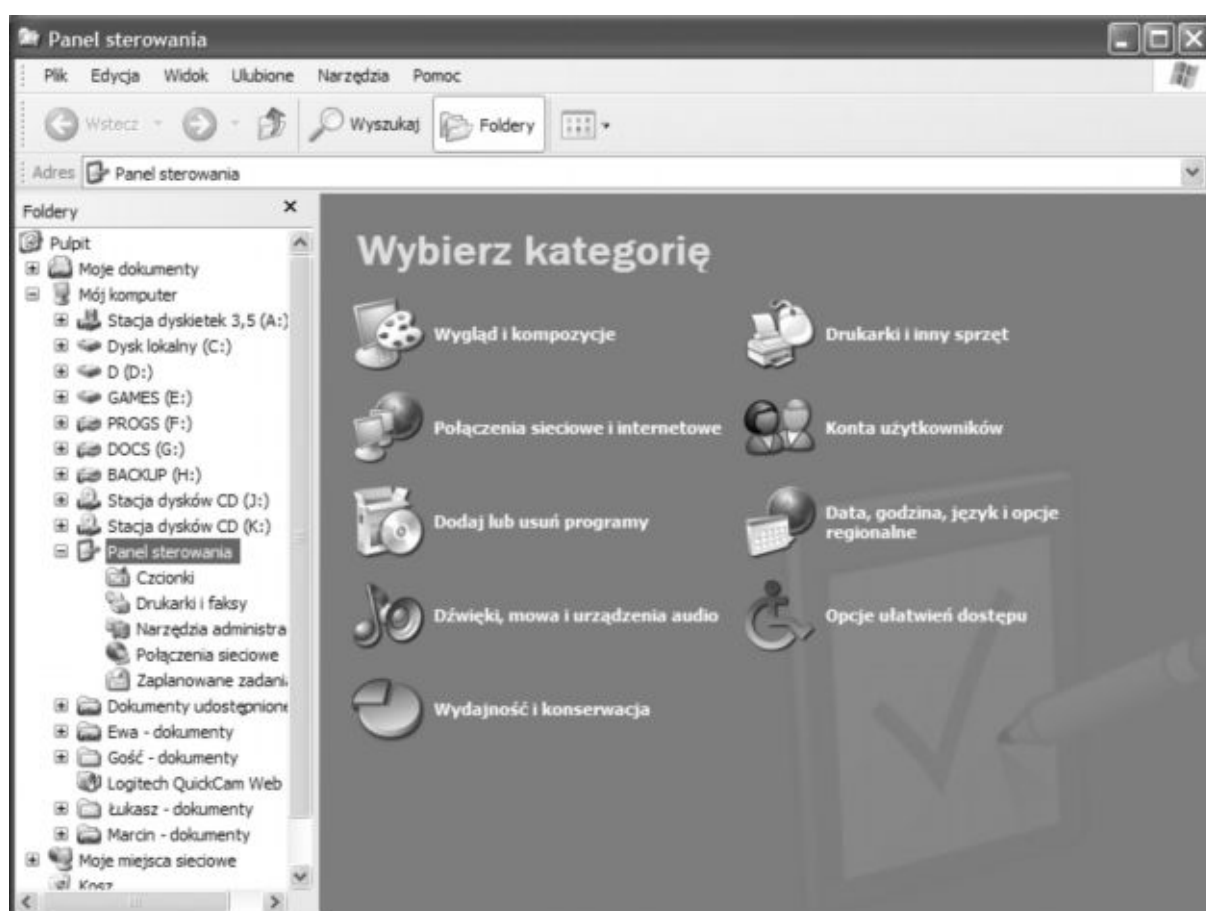 Panel sterowania
Plik Edycja Widok Ulubione Narzędzia Pomoc
Wstecz Wyszukaj Foldery
Adres Panel sterowania
Foldery
Pulpit
Moje dokumenty
Mój komputer
Stacja dyskietek 3,5 (A:)
Dysk lokalny (C:)
D (D:)
GAMES (E:)
PROGS (F:)
DOCS (G:)
BACKUP (H:)
Stacja dysków CD (J:)
Stacja dysków CD (K:)
Panel sterowania
Czcionki
Drukarki i faksy
Narzędzia administra
Połączenia sieciowe
Zaplanowane zadani
Dokumenty udostępnione
Ewa - dokumenty
Gość - dokumenty
Logitech QuickCam Web
Łukasz - dokumenty
Marcin - dokumenty
Moje miejsca sieciowe
Kosz
Wybierz kategorię
Wygląd i kompozycje
Drukarki i inny sprzęt
Połączenia sieciowe i internetowe
Konta użytkowników
Dodaj lub usuń programy
Data, godzina, język i opcje
regionalne
Dźwięki, mowa i urządzenia audio
Opcje ułatwień dostępu
Wydajność i konserwacja